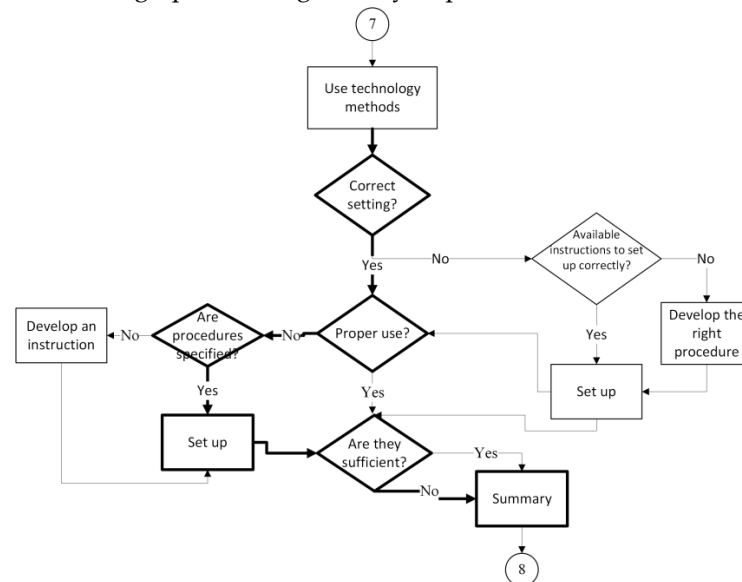 7
Use technology
methods
Correct
setting?
Available
instructions to set
up correctly?
No
No
Yes
Develop an
instruction
No
Are
procedures
specified?
No
Proper use?
Yes
Develop the
right
procedure
Yes
Yes
Set up
Set up
Are they
sufficient?
Yes
No
Summary
8